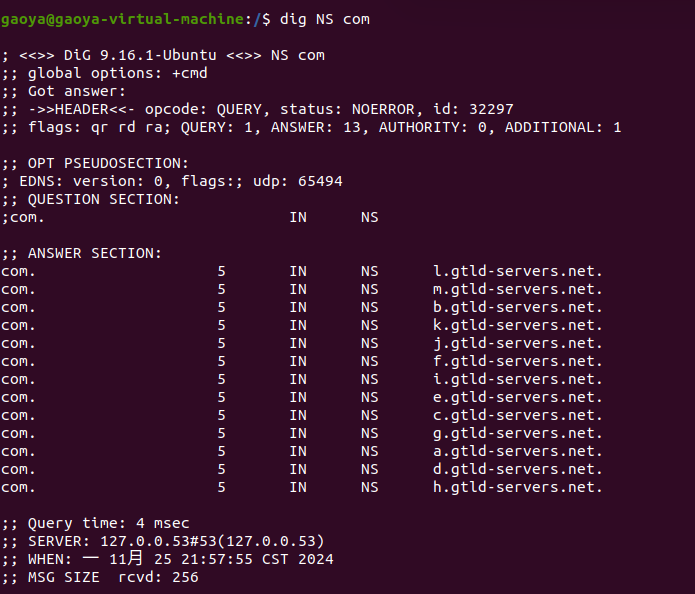 gaoya@gaoya-virtual-machine:/$ dig NS com

; <<>> DiG 9.16.1-Ubuntu <<>> NS com
;; global options: +cmd
;; Got answer:
;; ->>HEADER<<- opcode: QUERY, status: NOERROR, id: 32297
;; flags: qr rd ra; QUERY: 1, ANSWER: 13, AUTHORITY: 0, ADDITIONAL: 1

;; OPT PSEUDOSECTION:
; EDNS: version: 0, flags:; udp: 65494
;; QUESTION SECTION:
;com. IN NS

;; ANSWER SECTION:
com. 5 IN NS l.gtld-servers.net.
com. 5 IN NS m.gtld-servers.net.
com. 5 IN NS b.gtld-servers.net.
com. 5 IN NS k.gtld-servers.net.
com. 5 IN NS j.gtld-servers.net.
com. 5 IN NS f.gtld-servers.net.
com. 5 IN NS i.gtld-servers.net.
com. 5 IN NS e.gtld-servers.net.
com. 5 IN NS c.gtld-servers.net.
com. 5 IN NS g.gtld-servers.net.
com. 5 IN NS a.gtld-servers.net.
com. 5 IN NS d.gtld-servers.net.
com. 5 IN NS h.gtld-servers.net.

;; Query time: 4 msec
;; SERVER: 127.0.0.53#53(127.0.0.53)
;; WHEN: 一 11月 25 21:57:55 CST 2024
;; MSG SIZE  rcvd: 256